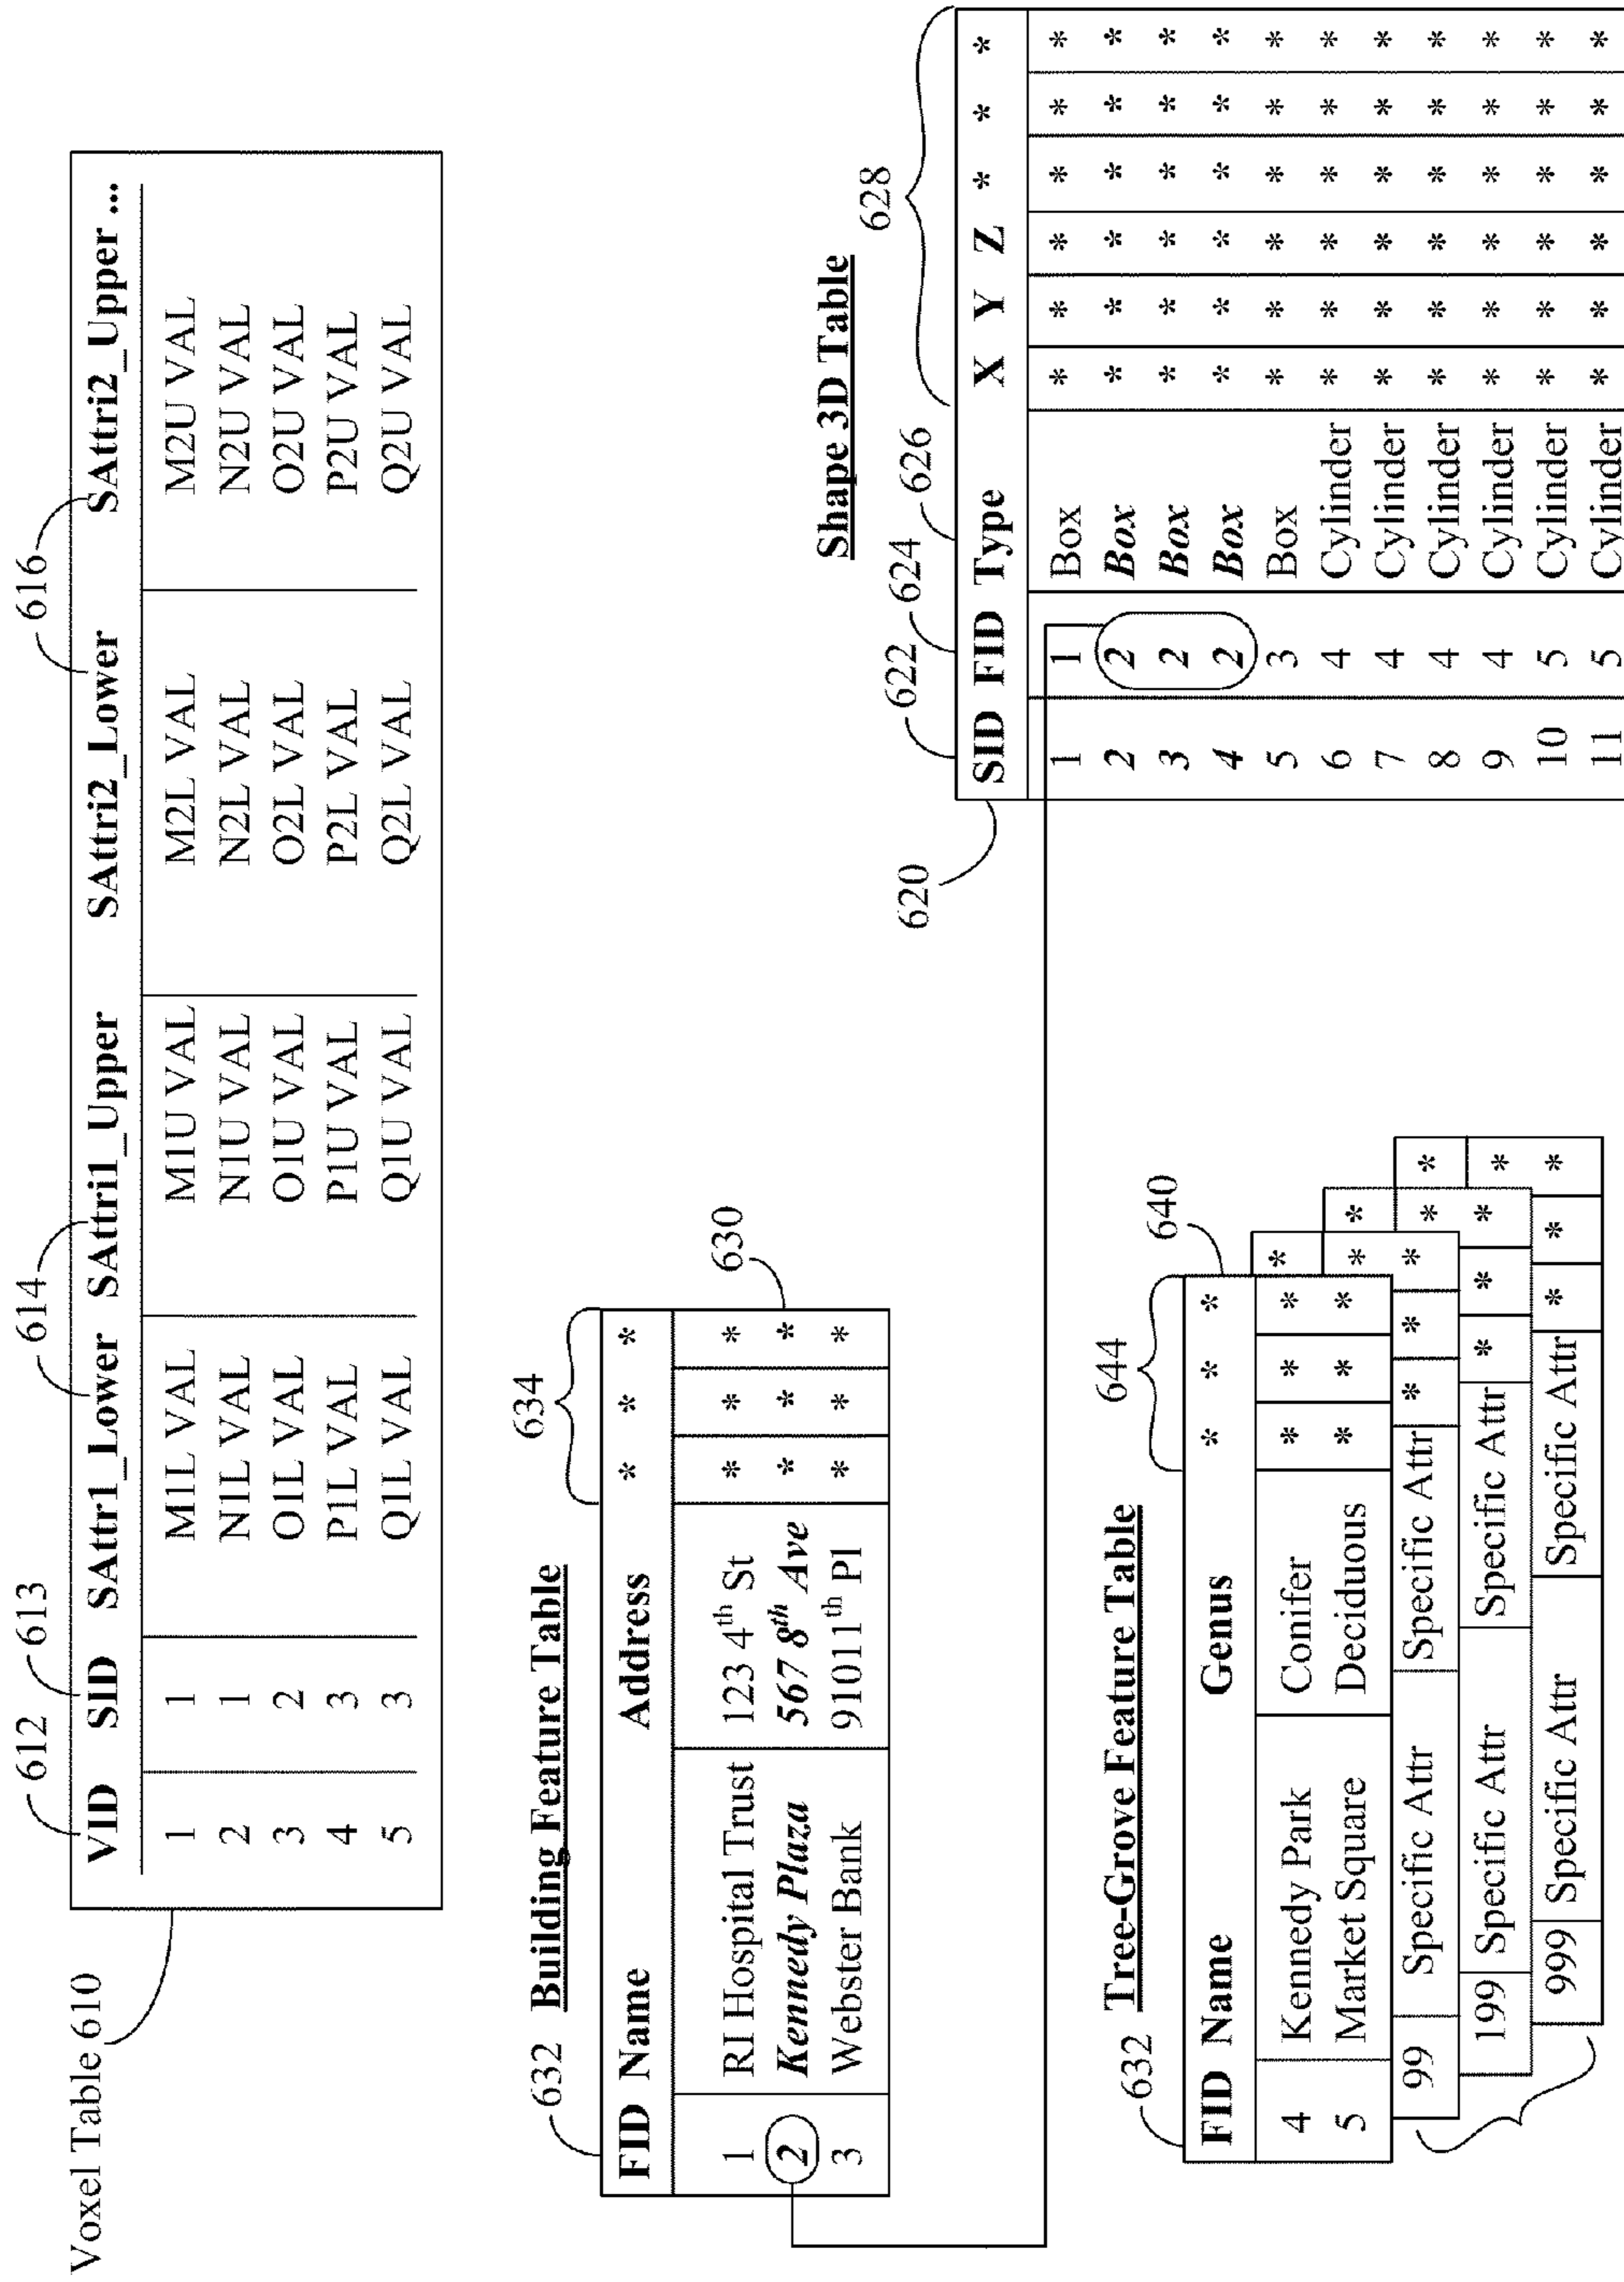 Voxel Table 610
612 613 614 616
VID SID SAttr1_Lower SAttri1_Upper SAttri2_Lower SAttri2_Upper ...
1 1 M1L VAL M1U VAL M2L VAL M2U VAL
2 1 N1L VAL N1U VAL N2L VAL N2U VAL
3 2 O1L VAL O1U VAL O2L VAL O2U VAL
4 3 P1L VAL P1U VAL P2L VAL P2U VAL
5 3 Q1L VAL Q1U VAL Q2L VAL Q2U VAL
632 Building Feature Table 634
630
FID Name Address * * *
1 RI Hospital Trust 123 4th St * * *
2 Kennedy Plaza 567 8th Ave * * *
3 Webster Bank 91011th Pl * * *
Shape 3D Table
620 622 624 626 628
SID FID Type X Y Z * * *
1 1 Box * * * * * *
2 2 Box * * * * * *
3 2 Box * * * * * *
4 2 Box * * * * * *
5 3 Box * * * * * *
6 4 Cylinder * * * * * *
7 4 Cylinder * * * * * *
8 4 Cylinder * * * * * *
9 4 Cylinder * * * * * *
10 5 Cylinder * * * * * *
11 5 Cylinder * * * * * *
632 Tree-Grove Feature Table 644
640
FID Name Genus * * *
4 Kennedy Park Conifer * * * *
5 Market Square Deciduous * * * * *
99 Specific Attr Specific Attr * * * * *
199 Specific Attr Specific Attr * * * *
999 Specific Attr Specific Attr * * *